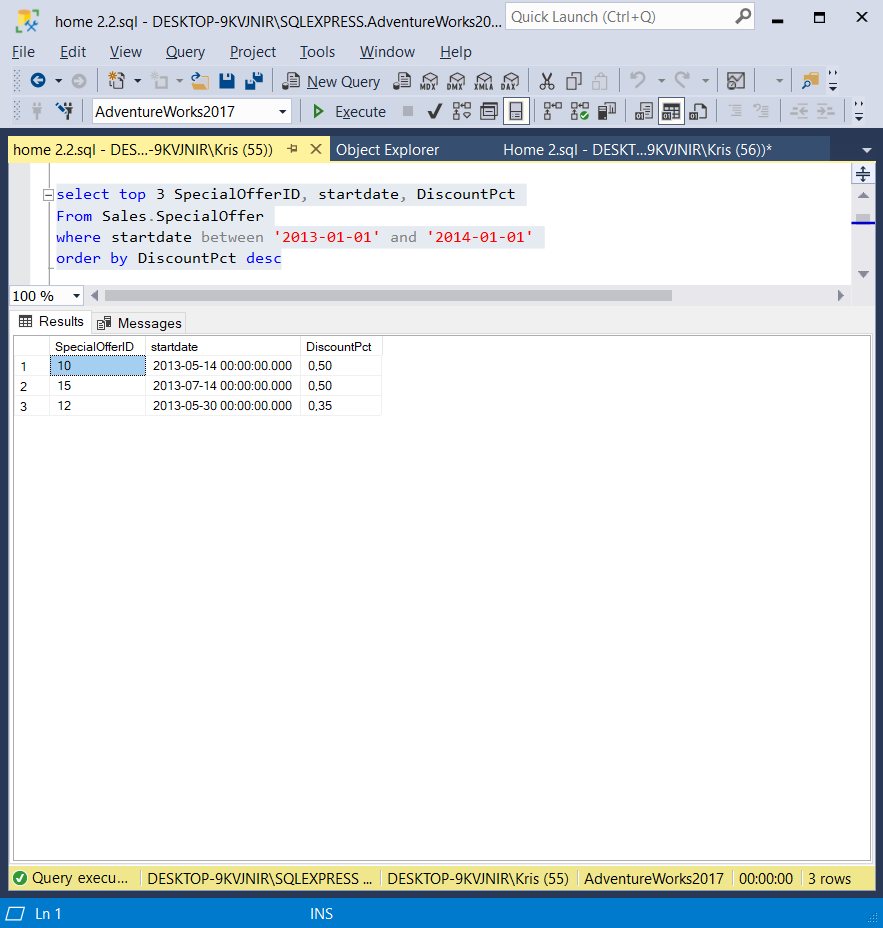 home 2.2.sql - DESKTOP-9KVJNIR\SQLEXPRESS.AdventureWorks20... Quick Launch (Ctrl+Q)
File Edit View Query Project Tools Window Help
New Query MDX DMX XMLA DAX
AdventureWorks2017 Execute
home 2.2.sql - DES...-9KVJNIR\Kris (55)) Object Explorer Home 2.sql - DESKT...9KVJNIR\Kris (56))*
select top 3 SpecialOfferID, startdate, DiscountPct
From Sales.SpecialOffer
where startdate between '2013-01-01' and '2014-01-01'
order by DiscountPct desc
100 %
Results Messages
SpecialOfferID startdate DiscountPct
1 10 2013-05-14 00:00:00.000 0,50
2 15 2013-07-14 00:00:00.000 0,50
3 12 2013-05-30 00:00:00.000 0,35
Query execu... DESKTOP-9KVJNIR\SQLEXPRESS ... DESKTOP-9KVJNIR\Kris (55) AdventureWorks2017 00:00:00 3 rows
Ln 1 INS